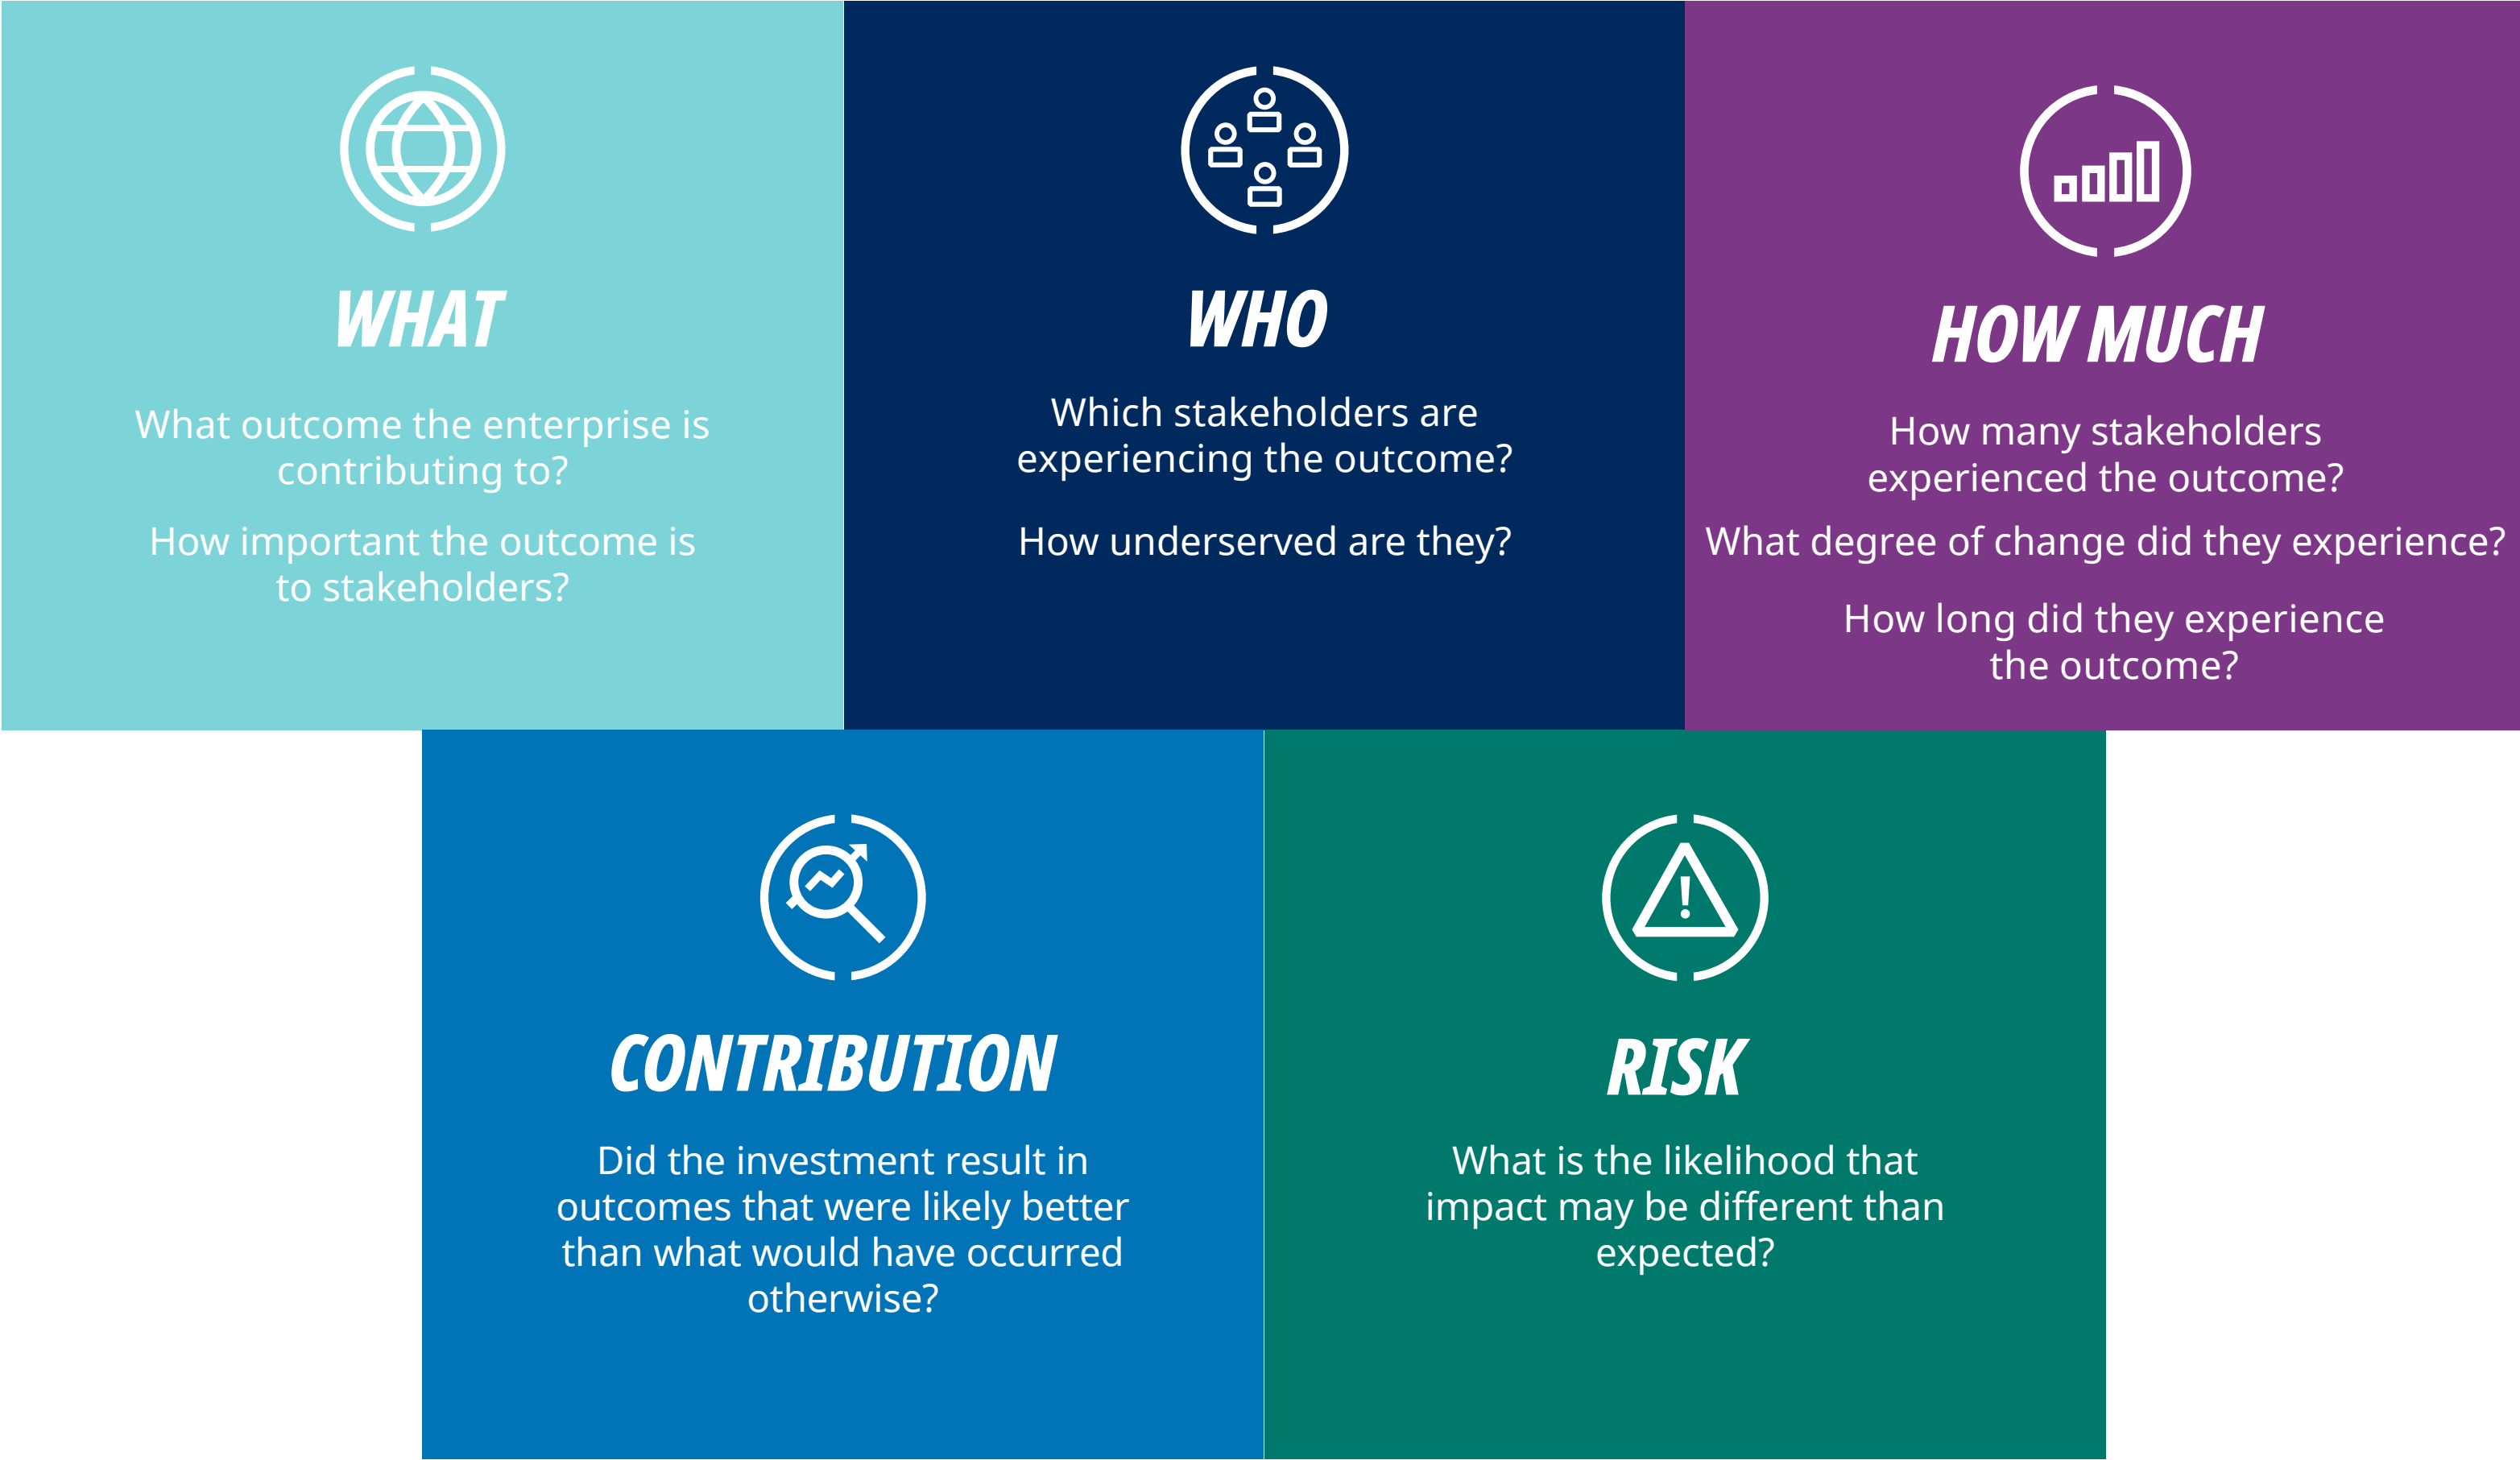 WHAT
What outcome the enterprise is
contributing to?
How important the outcome is
to stakeholders?
WHO
Which stakeholders are
experiencing the outcome?
How underserved are they?
HOW MUCH
How many stakeholders
experienced the outcome?
What degree of change did they experience?
How long did they experience
the outcome?
CONTRIBUTION
Did the investment result in
outcomes that were likely better
than what would have occurred
otherwise?
RISK
What is the likelihood that
impact may be different than
expected?